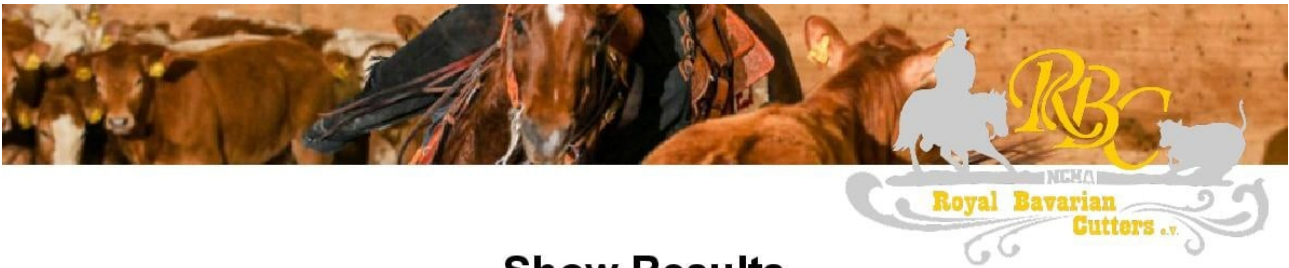 RBC
NCHA
Royal Bavarian
Cutters e.V.
Show Results